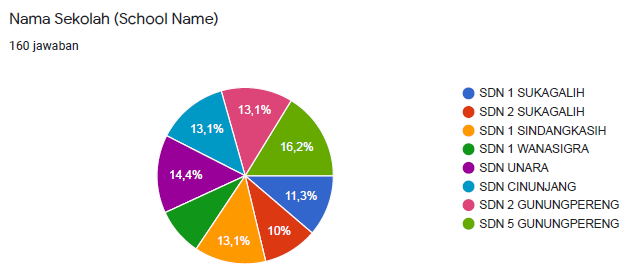 Nama Sekolah (School Name)
160 jawaban
13,1%
13,1%
16,2%
14,4%
11,3%
13,1%
10%
SDN 1 SUKAGALIH
SDN 2 SUKAGALIH
SDN 1 SINDANGKASIH
SDN 1 WANASIGRA
SDN UNARA
SDN CINUNJANG
SDN 2 GUNUNGPERENG
SDN 5 GUNUNGPERENG